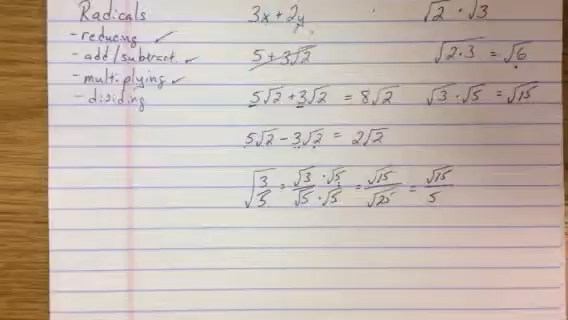 Radicals
- reducing ✓
- add/subtract ✓
- multiplying ✓
- dividing
3x + 2y
5 + 3√2
5√2 + 3√2 = 8√2
5√2 - 3√2 = 2√2
√(3/5) = √3 · √5 / √5 · √5 = √15 / √25 = √15 / 5
√2 · √3
√2·3 = √6
√3 · √5 = √15